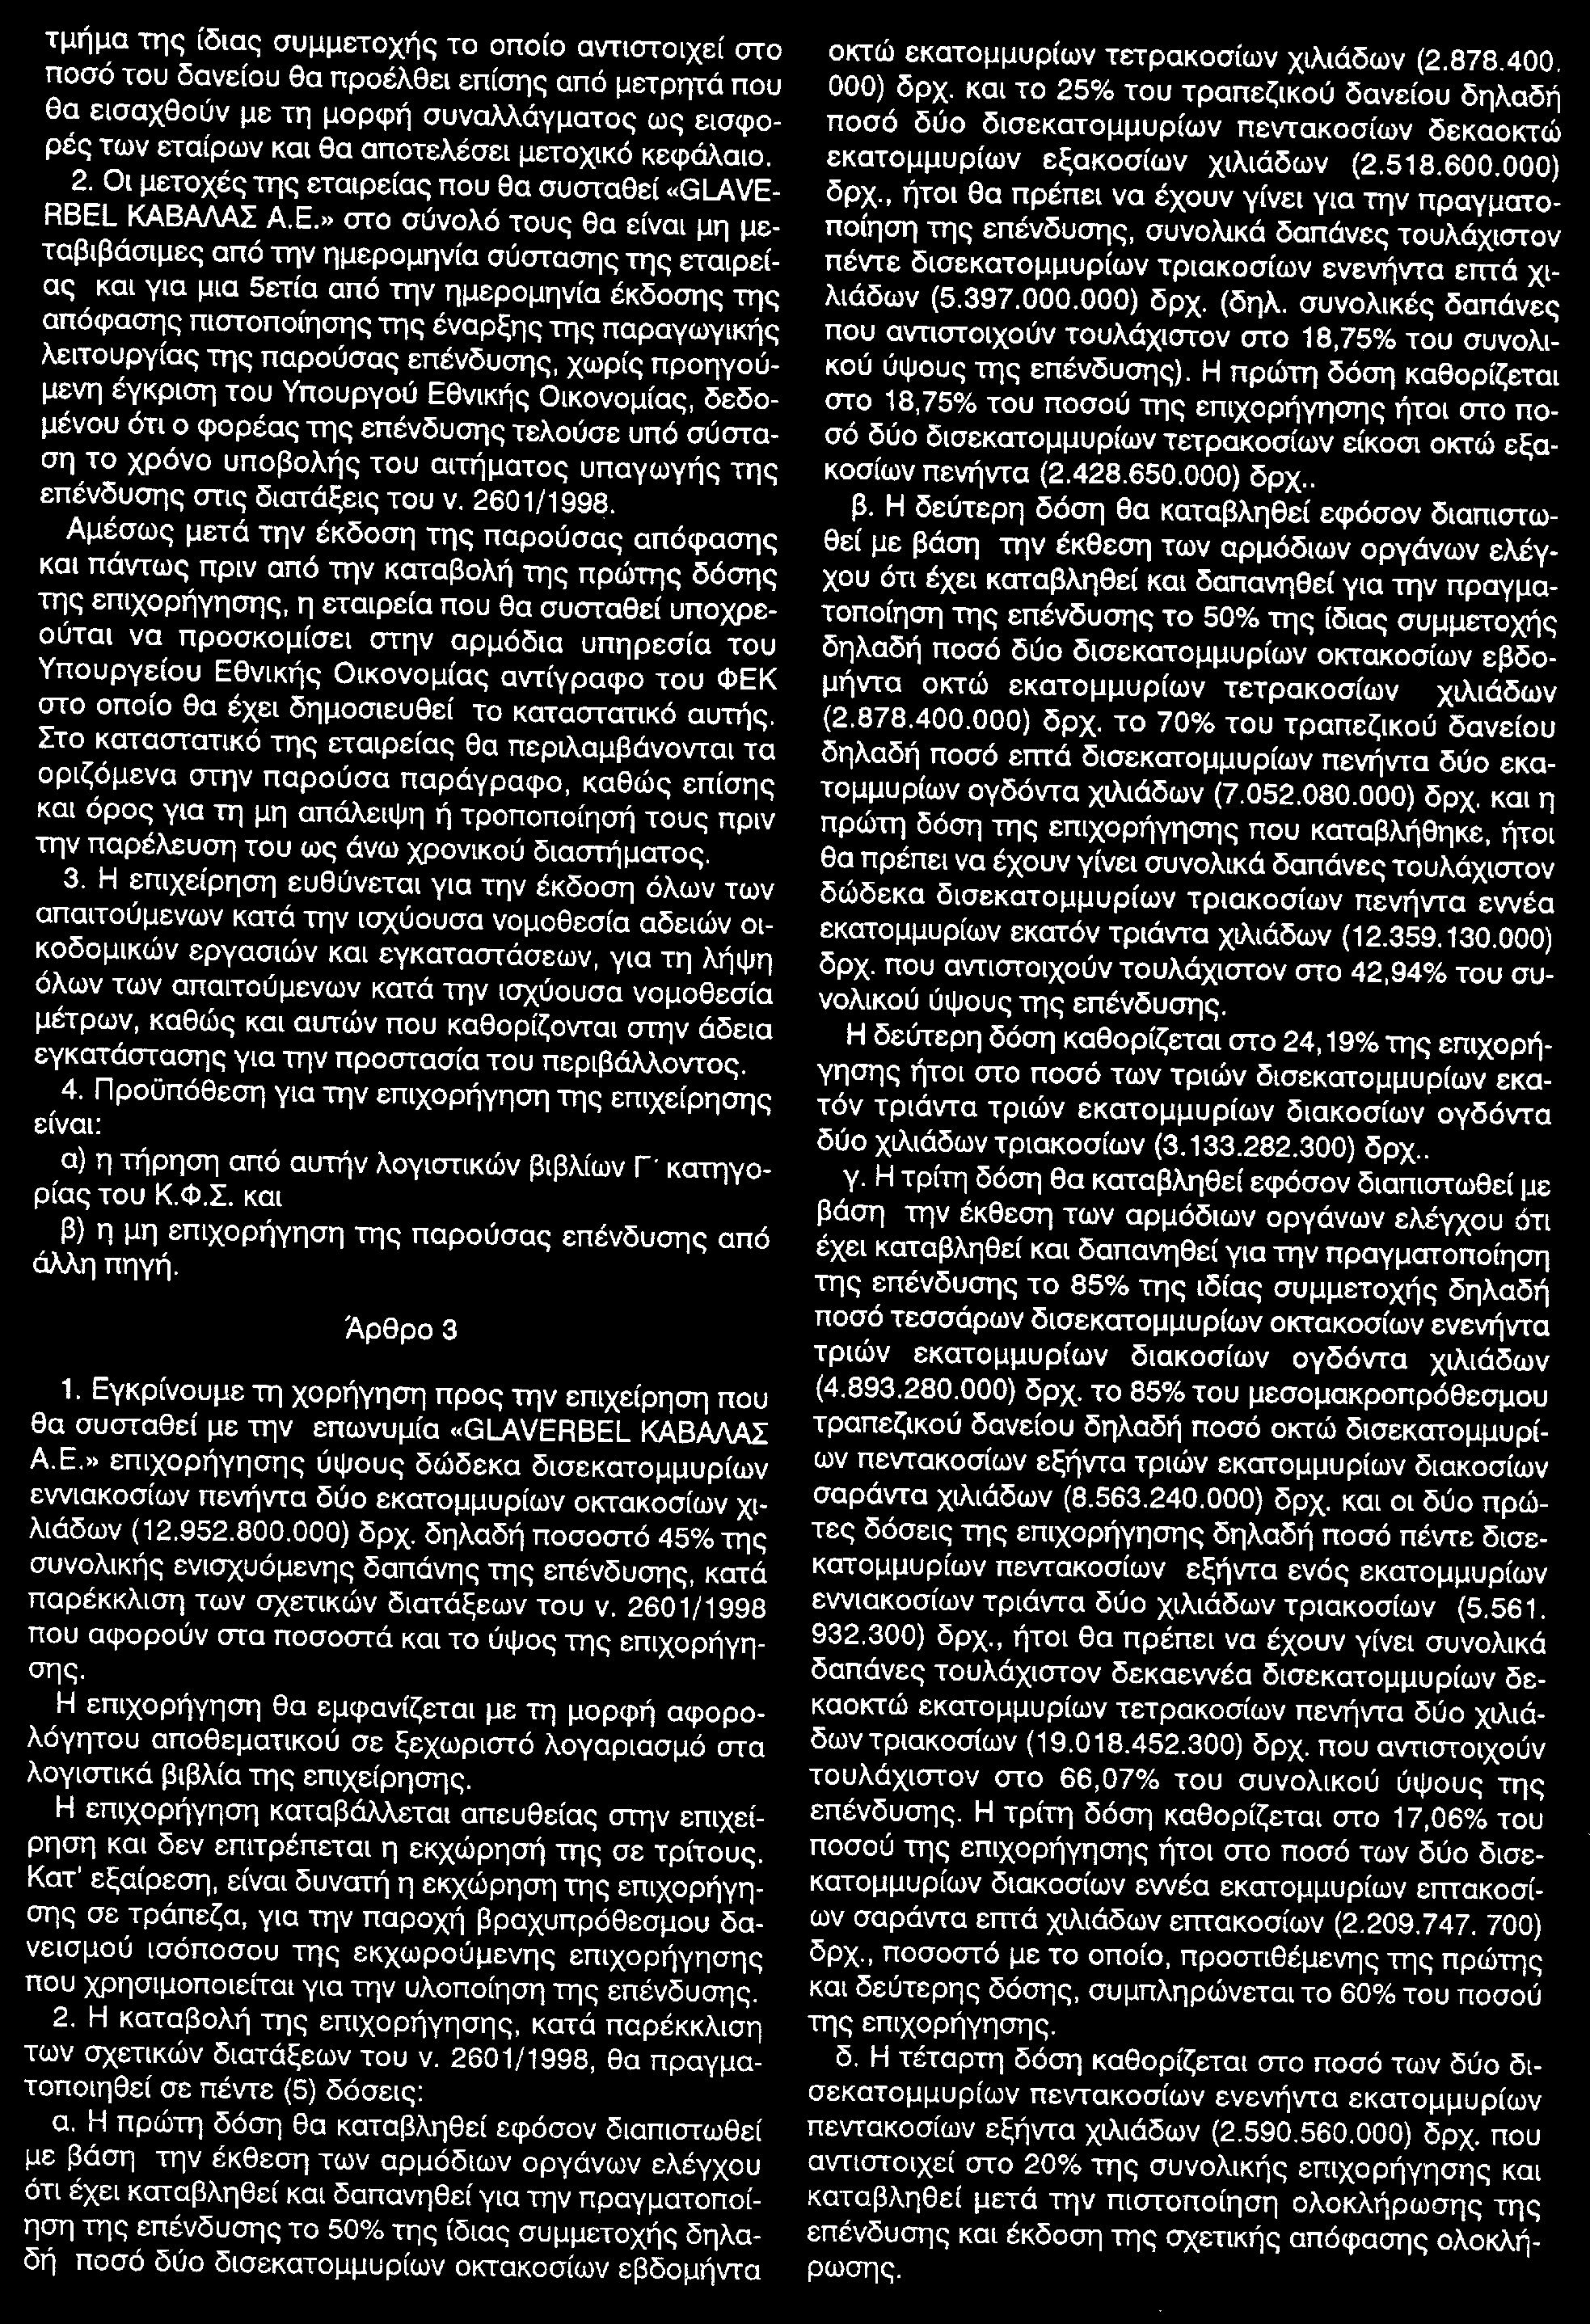 τμήμα της ίδιας συμμετοχής το οποίο αντιστοιχεί στο
ποσό του δανείου θα προέλθει επίσης από μετρητά που
θα εισαχθούν με τη μορφή συναλλάγματος ως εισφο-
ρές των εταίρων και θα αποτελέσει μετοχικό κεφάλαιο.
2. Οι μετοχές της εταιρείας που θα συσταθεί «GLAVE-
RBEL ΚΑΒΑΛΑΣ Α.Ε.» στο σύνολό τους θα είναι μη με-
ταβιβάσιμες από την ημερομηνία σύστασης της εταιρεί-
ας και για μια 5ετία από την ημερομηνία έκδοσης της
απόφασης πιστοποίησης της έναρξης της παραγωγικής
λειτουργίας της παρούσας επένδυσης, χωρίς προηγού-
μενη έγκριση του Υπουργού Εθνικής Οικονομίας, δεδο-
μένου ότι ο φορέας της επένδυσης τελούσε υπό σύστα-
ση το χρόνο υποβολής του αιτήματος υπαγωγής της
επένδυσης στις διατάξεις του ν. 2601/1998.
Αμέσως μετά την έκδοση της παρούσας απόφασης
και πάντως πριν από την καταβολή της πρώτης δόσης
της επιχορήγησης, η εταιρεία που θα συσταθεί υποχρε-
ούται να προσκομίσει στην αρμόδια υπηρεσία του
Υπουργείου Εθνικής Οικονομίας αντίγραφο του ΦΕΚ
στο οποίο θα έχει δημοσιευθεί το καταστατικό αυτής.
Στο καταστατικό της εταιρείας θα περιλαμβάνονται τα
οριζόμενα στην παρούσα παράγραφο, καθώς επίσης
και όρος για τη μη απάλειψη ή τροποποίησή τους πριν
την παρέλευση του ως άνω χρονικού διαστήματος.
3. Η επιχείρηση ευθύνεται για την έκδοση όλων των
απαιτούμενων κατά την ισχύουσα νομοθεσία αδειών οι-
κοδομικών εργασιών και εγκαταστάσεων, για τη λήψη
όλων των απαιτούμενων κατά την ισχύουσα νομοθεσία
μέτρων, καθώς και αυτών που καθορίζονται στην άδεια
εγκατάστασης για την προστασία του περιβάλλοντος.
4. Προϋπόθεση για την επιχορήγηση της επιχείρησης
είναι:
α) η τήρηση από αυτήν λογιστικών βιβλίων Γ' κατηγο-
ρίας του Κ.Φ.Σ. και
β) η μη επιχορήγηση της παρούσας επένδυσης από
άλλη πηγή.
Άρθρο 3
1. Εγκρίνουμε τη χορήγηση προς την επιχείρηση που
θα συσταθεί με την επωνυμία «GLAVERBEL ΚΑΒΑΛΑΣ
Α.Ε.» επιχορήγησης ύψους δώδεκα δισεκατομμυρίων
εννιακοσίων πενήντα δύο εκατομμυρίων οκτακοσίων χι-
λιάδων (12.952.800.000) δρχ. δηλαδή ποσοστό 45% της
συνολικής ενισχυόμενης δαπάνης της επένδυσης, κατά
παρέκκλιση των σχετικών διατάξεων του ν. 2601/1998
που αφορούν στα ποσοστά και το ύψος της επιχορήγη-
σης.
Η επιχορήγηση θα εμφανίζεται με τη μορφή αφορο-
λόγητου αποθεματικού σε ξεχωριστό λογαριασμό στα
λογιστικά βιβλία της επιχείρησης.
Η επιχορήγηση καταβάλλεται απευθείας στην επιχεί-
ρηση και δεν επιτρέπεται η εκχώρησή της σε τρίτους.
Κατ' εξαίρεση, είναι δυνατή η εκχώρηση της επιχορήγη-
σης σε τράπεζα, για την παροχή βραχυπρόθεσμου δα-
νεισμού ισόποσου της εκχωρούμενης επιχορήγησης
που χρησιμοποιείται για την υλοποίηση της επένδυσης.
2. Η καταβολή της επιχορήγησης, κατά παρέκκλιση
των σχετικών διατάξεων του ν. 2601/1998, θα πραγμα-
τοποιηθεί σε πέντε (5) δόσεις:
α. Η πρώτη δόση θα καταβληθεί εφόσον διαπιστωθεί
με βάση την έκθεση των αρμόδιων οργάνων ελέγχου
ότι έχει καταβληθεί και δαπανηθεί για την πραγματοποί-
ηση της επένδυσης το 50% της ίδιας συμμετοχής δηλα-
δή ποσό δύο δισεκατομμυρίων οκτακοσίων εβδομήντα
οκτώ εκατομμυρίων τετρακοσίων χιλιάδων (2.878.400.
000) δρχ. και το 25% του τραπεζικού δανείου δηλαδή
ποσό δύο δισεκατομμυρίων πεντακοσίων δεκαοκτώ
εκατομμυρίων εξακοσίων χιλιάδων (2.518.600.000)
δρχ., ήτοι θα πρέπει να έχουν γίνει για την πραγματο-
ποίηση της επένδυσης, συνολικά δαπάνες τουλάχιστον
πέντε δισεκατομμυρίων τριακοσίων ενενήντα επτά χι-
λιάδων (5.397.000.000) δρχ. (δηλ. συνολικές δαπάνες
που αντιστοιχούν τουλάχιστον στο 18,75% του συνολι-
κού ύψους της επένδυσης). Η πρώτη δόση καθορίζεται
στο 18,75% του ποσού της επιχορήγησης ήτοι στο πο-
σό δύο δισεκατομμυρίων τετρακοσίων είκοσι οκτώ εξα-
κοσίων πενήντα (2.428.650.000) δρχ..
β. Η δεύτερη δόση θα καταβληθεί εφόσον διαπιστω-
θεί με βάση την έκθεση των αρμόδιων οργάνων ελέγ-
χου ότι έχει καταβληθεί και δαπανηθεί για την πραγμα-
τοποίηση της επένδυσης το 50% της ίδιας συμμετοχής
δηλαδή ποσό δύο δισεκατομμυρίων οκτακοσίων εβδο-
μήντα οκτώ εκατομμυρίων τετρακοσίων χιλιάδων
(2.878.400.000) δρχ. το 70% του τραπεζικού δανείου
δηλαδή ποσό επτά δισεκατομμυρίων πενήντα δύο εκα-
τομμυρίων ογδόντα χιλιάδων (7.052.080.000) δρχ. και η
πρώτη δόση της επιχορήγησης που καταβλήθηκε, ήτοι
θα πρέπει να έχουν γίνει συνολικά δαπάνες τουλάχιστον
δώδεκα δισεκατομμυρίων τριακοσίων πενήντα εννέα
εκατομμυρίων εκατόν τριάντα χιλιάδων (12.359.130.000)
δρχ. που αντιστοιχούν τουλάχιστον στο 42,94% του συ-
νολικού ύψους της επένδυσης.
Η δεύτερη δόση καθορίζεται στο 24,19% της επιχορή-
γησης ήτοι στο ποσό των τριών δισεκατομμυρίων εκα-
τόν τριάντα τριών εκατομμυρίων διακοσίων ογδόντα
δύο χιλιάδων τριακοσίων (3.133.282.300) δρχ..
γ. Η τρίτη δόση θα καταβληθεί εφόσον διαπιστωθεί με
βάση την έκθεση των αρμόδιων οργάνων ελέγχου ότι
έχει καταβληθεί και δαπανηθεί για την πραγματοποίηση
της επένδυσης το 85% της ιδίας συμμετοχής δηλαδή
ποσό τεσσάρων δισεκατομμυρίων οκτακοσίων ενενήντα
τριών εκατομμυρίων διακοσίων ογδόντα χιλιάδων
(4.893.280.000) δρχ. το 85% του μεσομακροπρόθεσμου
τραπεζικού δανείου δηλαδή ποσό οκτώ δισεκατομμυρί-
ων πεντακοσίων εξήντα τριών εκατομμυρίων διακοσίων
σαράντα χιλιάδων (8.563.240.000) δρχ. και οι δύο πρώ-
τες δόσεις της επιχορήγησης δηλαδή ποσό πέντε δισε-
κατομμυρίων πεντακοσίων εξήντα ενός εκατομμυρίων
εννιακοσίων τριάντα δύο χιλιάδων τριακοσίων (5.561.
932.300) δρχ., ήτοι θα πρέπει να έχουν γίνει συνολικά
δαπάνες τουλάχιστον δεκαεννέα δισεκατομμυρίων δε-
καοκτώ εκατομμυρίων τετρακοσίων πενήντα δύο χιλιά-
δων τριακοσίων (19.018.452.300) δρχ. που αντιστοιχούν
τουλάχιστον στο 66,07% του συνολικού ύψους της
επένδυσης. Η τρίτη δόση καθορίζεται στο 17,06% του
ποσού της επιχορήγησης ήτοι στο ποσό των δύο δισε-
κατομμυρίων διακοσίων εννέα εκατομμυρίων επτακοσί-
ων σαράντα επτά χιλιάδων επτακοσίων (2.209.747. 700)
δρχ., ποσοστό με το οποίο, προστιθέμενης της πρώτης
και δεύτερης δόσης, συμπληρώνεται το 60% του ποσού
της επιχορήγησης.
δ. Η τέταρτη δόση καθορίζεται στο ποσό των δύο δι-
σεκατομμυρίων πεντακοσίων ενενήντα εκατομμυρίων
πεντακοσίων εξήντα χιλιάδων (2.590.560.000) δρχ. που
αντιστοιχεί στο 20% της συνολικής επιχορήγησης και
καταβληθεί μετά την πιστοποίηση ολοκλήρωσης της
επένδυσης και έκδοση της σχετικής απόφασης ολοκλή-
ρωσης.